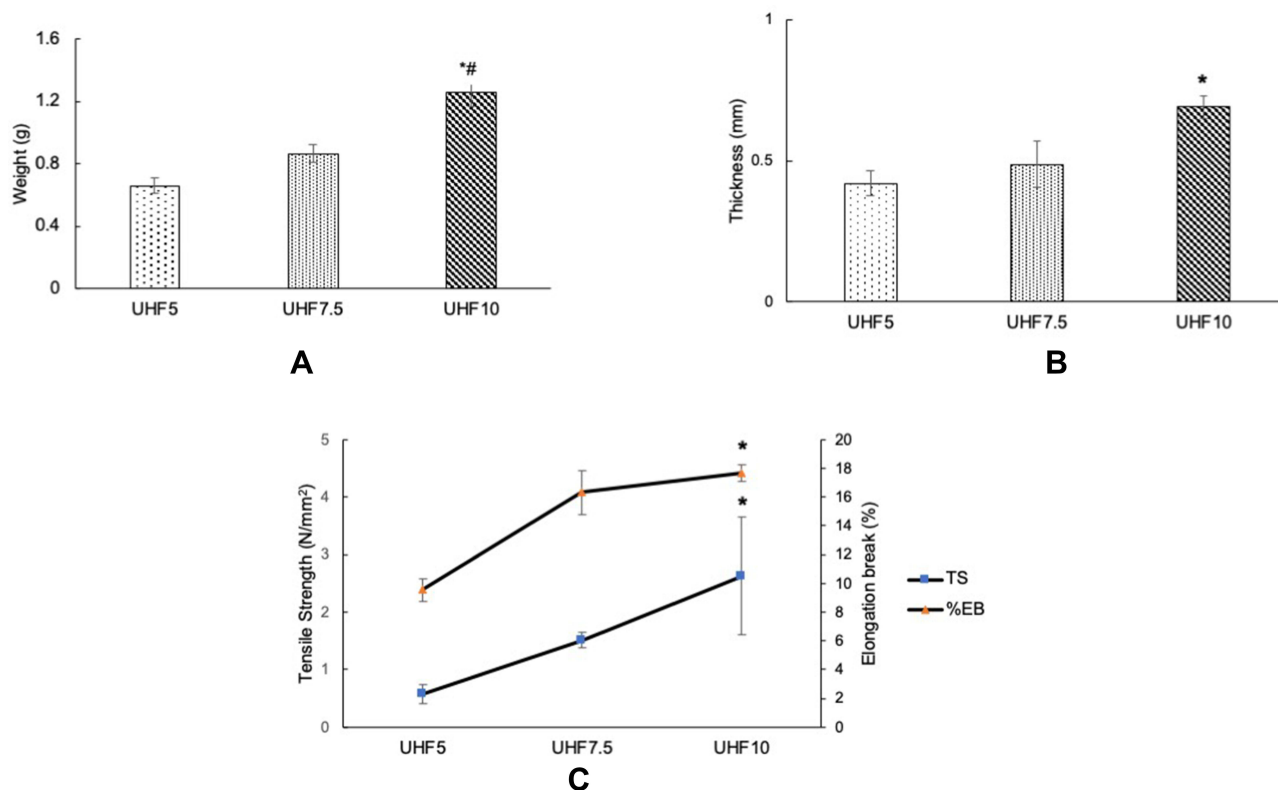 1.6
1.2
0.8
0.4
0
Weight (g)
*#
UHF5 UHF7.5 UHF10
A
1
0.5
0
Thickness (mm)
*
UHF5 UHF7.5 UHF10
B
5
4
3
2
1
0
Tensile Strength (N/mm²)
*
*
20
18
16
14
12
10
8
6
4
2
0
Elongation break (%)
TS
%EB
UHF5 UHF7.5 UHF10
C